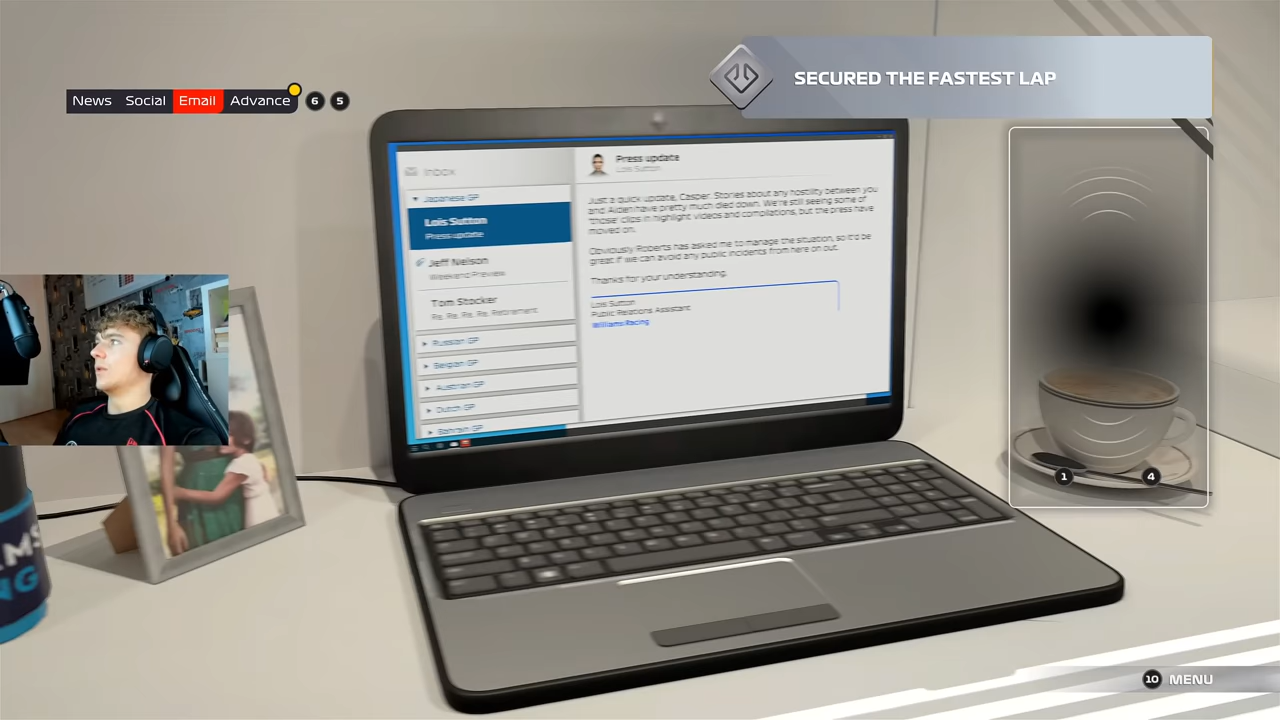 SECURED THE FASTEST LAP
News Social Email Advance 6 5
Inbox
Japanese GP
Lois Sutton
Press update
Jeff Nelson
Weekend Preview
Tom Stocker
Re. Re. Re. Re. Retirement
Russian GP
Belgian GP
Austrian GP
Dutch GP
Bahrain GP
Press update
Lois Sutton
Just a quick update, Casper. Stories about any hostility between you
and Aiden have pretty much died down. We're still seeing some of
'those' clips in highlight videos and compilations, but the press have
moved on.
Obviously Roberts has asked me to manage the situation, so it'd be
great if we can avoid any public incidents from here on out.
Thanks for your understanding.
Lois Sutton
Public Relations Assistant
Williams Racing
1 4
10 MENU